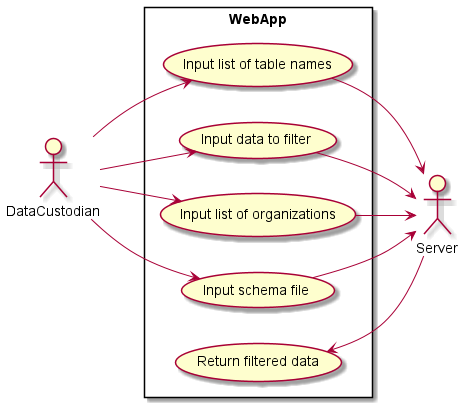 WebApp
Input list of table names
Input data to filter
DataCustodian
Input list of organizations
Server
Input schema file
Return filtered data